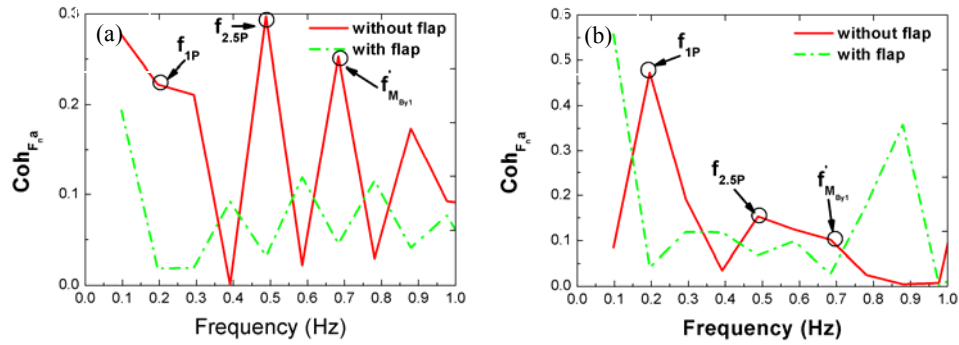 (a)
without flap
with flap
f1P
f2.5P
f'MBy1
CohFna
0.3
0.2
0.1
0.0
0.0 0.1 0.2 0.3 0.4 0.5 0.6 0.7 0.8 0.9 1.0
Frequency (Hz)
(b)
without flap
with flap
f1P
f2.5P
f'MBy1
CohFna
0.6
0.5
0.4
0.3
0.2
0.1
0.0
0.0 0.1 0.2 0.3 0.4 0.5 0.6 0.7 0.8 0.9 1.0
Frequency (Hz)